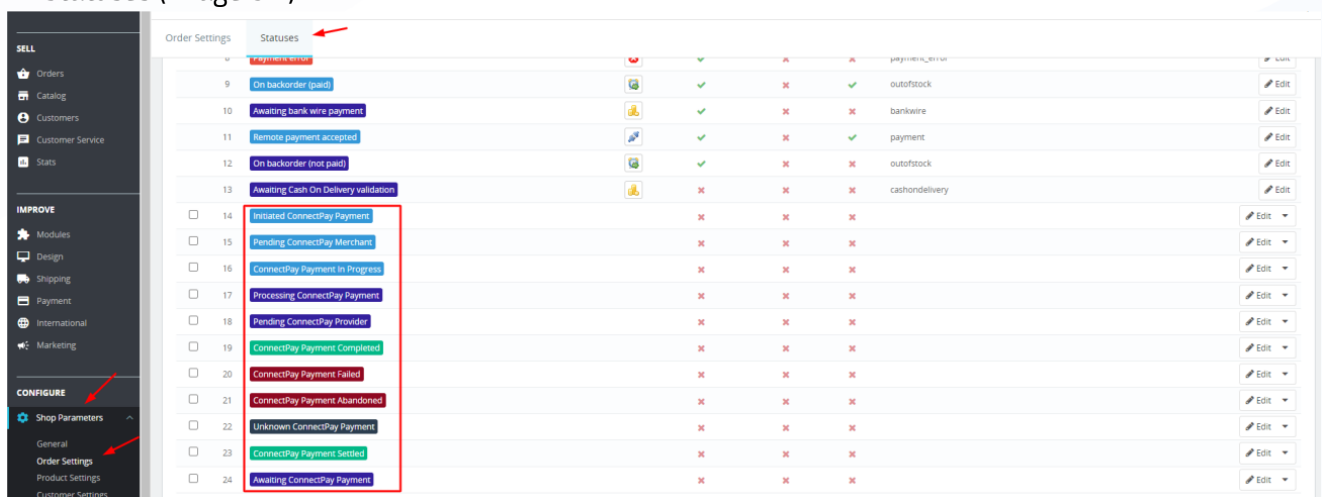 SELL
Orders
Catalog
Customers
Customer Service
Stats
IMPROVE
Modules
Design
Shipping
Payment
International
Marketing
CONFIGURE
Shop Parameters
General
Order Settings
Product Settings
Customer Settings
Order Settings Statuses
Payment error payment_error Edit
9 On backorder (paid) outofstock Edit
10 Awaiting bank wire payment bankwire Edit
11 Remote payment accepted payment Edit
12 On backorder (not paid) outofstock Edit
13 Awaiting Cash On Delivery validation cashondelivery Edit
14 Initiated ConnectPay Payment Edit
15 Pending ConnectPay Merchant Edit
16 ConnectPay Payment In Progress Edit
17 Processing ConnectPay Payment Edit
18 Pending ConnectPay Provider Edit
19 ConnectPay Payment Completed Edit
20 ConnectPay Payment Failed Edit
21 ConnectPay Payment Abandoned Edit
22 Unknown ConnectPay Payment Edit
23 ConnectPay Payment Settled Edit
24 Awaiting ConnectPay Payment Edit